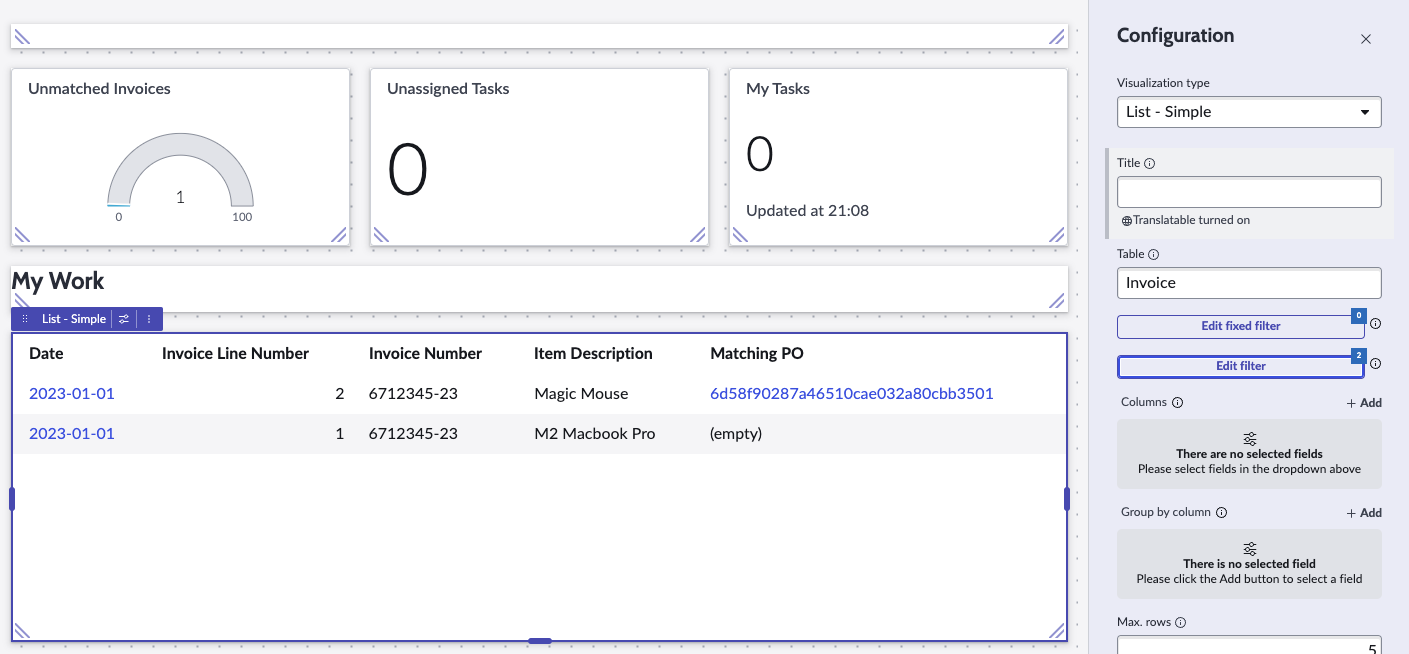 Unmatched Invoices
1
0 100
Unassigned Tasks
0
My Tasks
0
Updated at 21:08
My Work
List - Simple
Date Invoice Line Number Invoice Number Item Description Matching PO
2023-01-01 2 6712345-23 Magic Mouse 6d58f90287a46510cae032a80cbb3501
2023-01-01 1 6712345-23 M2 Macbook Pro (empty)
Configuration
Visualization type
List - Simple
Title
Translatable turned on
Table
Invoice
0
Edit fixed filter
2
Edit filter
Columns + Add
There are no selected fields
Please select fields in the dropdown above
Group by column + Add
There is no selected field
Please click the Add button to select a field
Max. rows
5